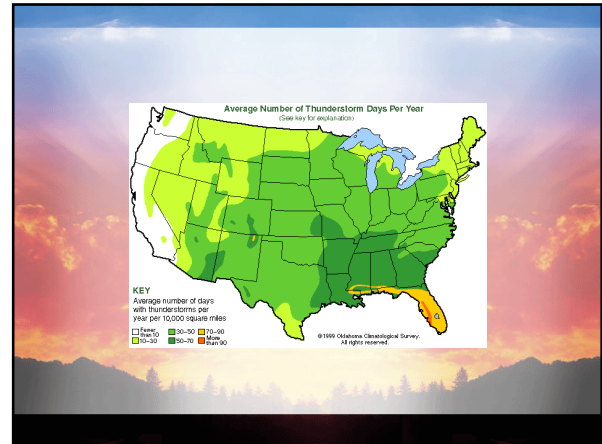 Average Number of Thunderstorm Days Per Year
(See key for explanation)
KEY
Average number of days
with thunderstorms per
year per 10,000 square miles
Fewer than 10
10-30
30-50
50-70
70-90
More than 90
©1999 Oklahoma Climatological Survey.
All rights reserved.